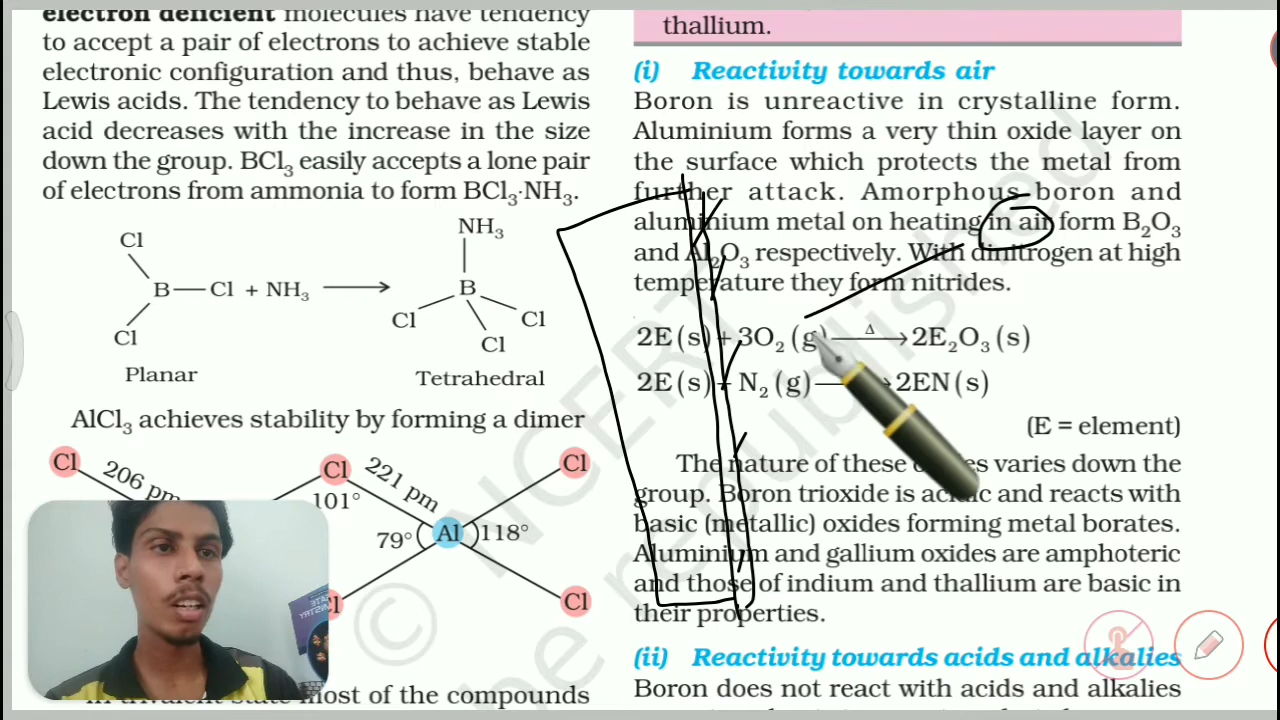 electron deficient molecules have tendency
to accept a pair of electrons to achieve stable
electronic configuration and thus, behave as
Lewis acids. The tendency to behave as Lewis
acid decreases with the increase in the size
down the group. BCl₃ easily accepts a lone pair
of electrons from ammonia to form BCl₃·NH₃.
Cl
B — Cl + NH₃ ⟶
Cl
Planar
NH₃
B
Cl Cl
Cl
Tetrahedral
AlCl₃ achieves stability by forming a dimer
Cl 206 pm Cl 221 pm Cl
101°
79° Al 118°
Cl
most of the compounds
thallium.
(i) Reactivity towards air
Boron is unreactive in crystalline form.
Aluminium forms a very thin oxide layer on
the surface which protects the metal from
further attack. Amorphous boron and
aluminium metal on heating in air form B₂O₃
and Al₂O₃ respectively. With dinitrogen at high
temperature they form nitrides.
2E(s) + 3O₂(g) Δ⟶ 2E₂O₃(s)
2E(s) + N₂(g) ⟶ 2EN(s)
(E = element)
The nature of these varies down the
group. Boron trioxide is acidic and reacts with
basic (metallic) oxides forming metal borates.
Aluminium and gallium oxides are amphoteric
and those of indium and thallium are basic in
their properties.
(ii) Reactivity towards acids and alkalies
Boron does not react with acids and alkalies
© NCERT
be republished